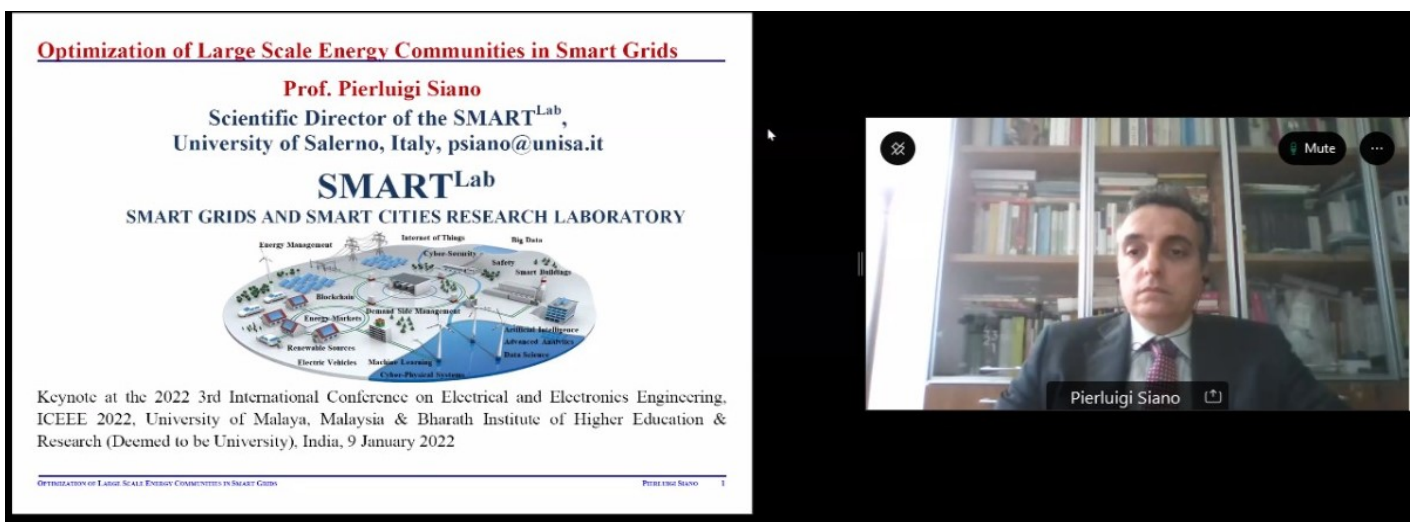 Optimization of Large Scale Energy Communities in Smart Grids
Prof. Pierluigi Siano
Scientific Director of the SMARTLab,
University of Salerno, Italy, psiano@unisa.it
SMARTLab
SMART GRIDS AND SMART CITIES RESEARCH LABORATORY
Energy Management
Internet of Things
Big Data
Cyber-Security
Safety
Smart Buildings
Blockchain
Demand Side Management
Energy Markets
Artificial Intelligence
Advanced Analytics
Renewable Sources
Data Science
Electric Vehicles
Machine Learning
Cyber-Physical Systems
Keynote at the 2022 3rd International Conference on Electrical and Electronics Engineering,
ICEEE 2022, University of Malaya, Malaysia & Bharath Institute of Higher Education &
Research (Deemed to be University), India, 9 January 2022
OPTIMIZATION OF LARGE SCALE ENERGY COMMUNITIES IN SMART GRIDS
PIERLUIGI SIANO 1
Mute
Pierluigi Siano